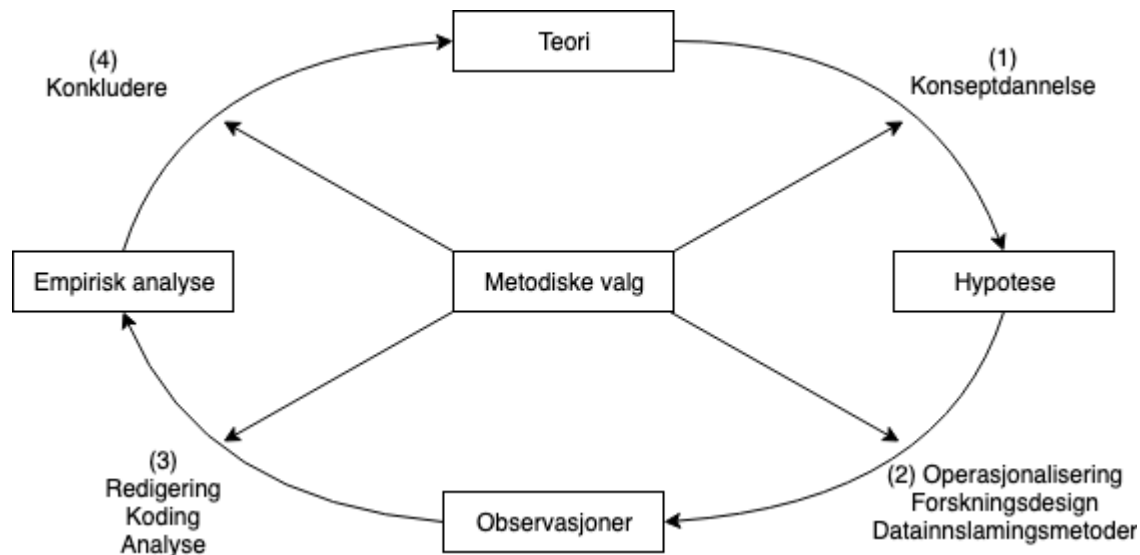 Teori
(4)
Konkludere
(1)
Konseptdannelse
Empirisk analyse
Metodiske valg
Hypotese
(3)
Redigering
Koding
Analyse
Observasjoner
(2) Operasjonalisering
Forskningsdesign
Datainnslamingsmetoder